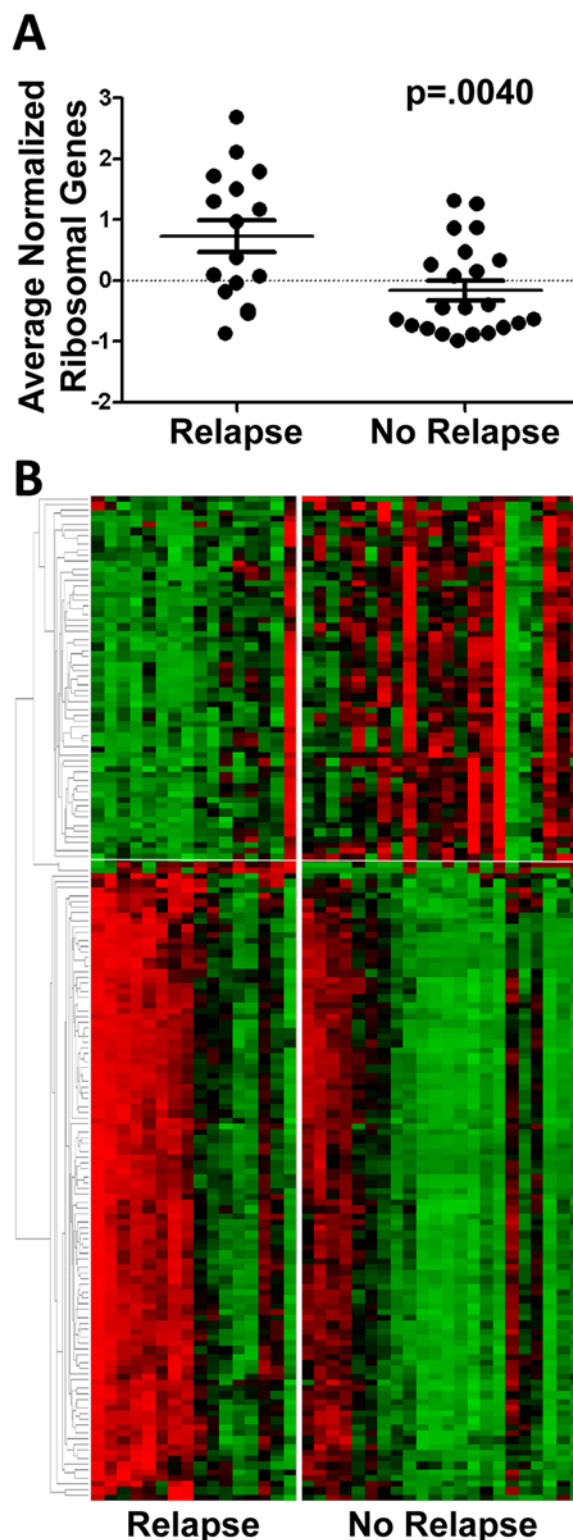 A
Average Normalized
Ribosomal Genes
p=.0040
3
2
1
0
-1
-2
Relapse
No Relapse
B
Relapse
No Relapse